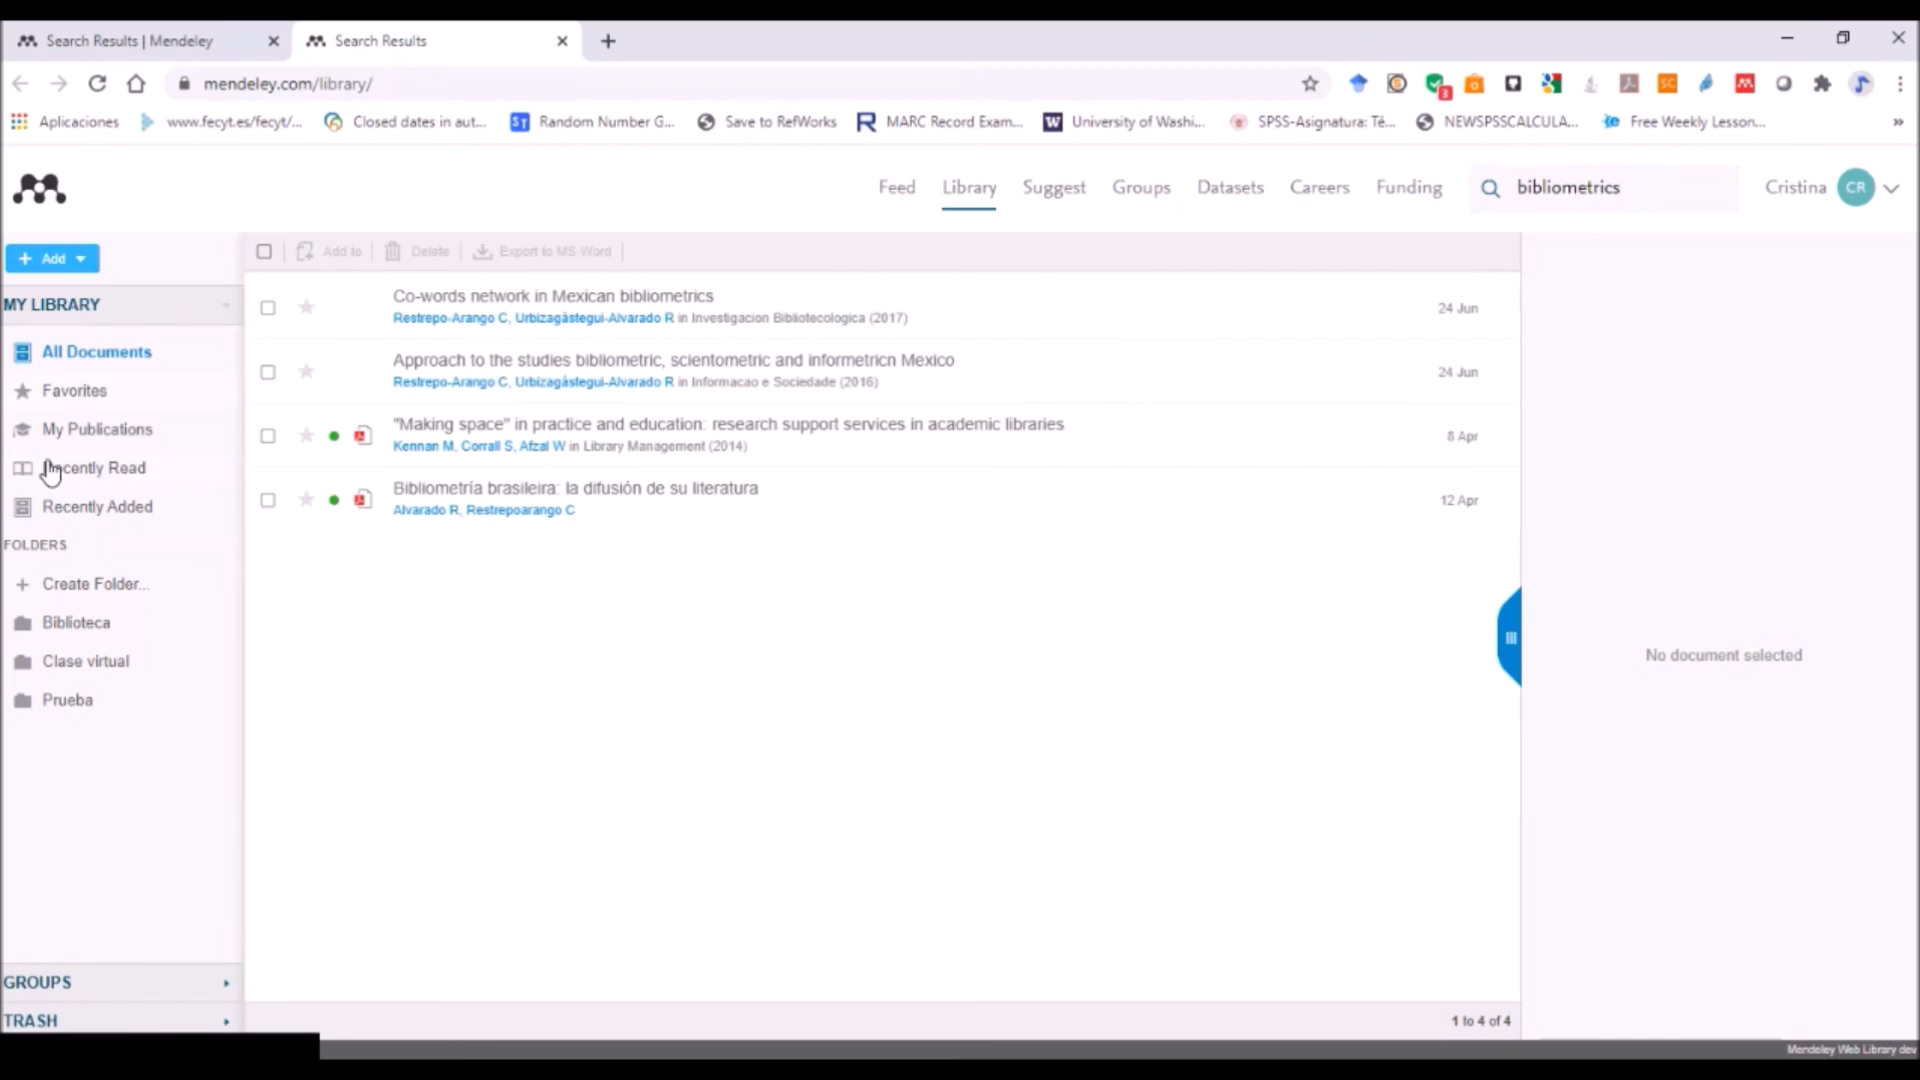 Search Results | Mendeley
Search Results
mendeley.com/library/
3
SC
Aplicaciones
www.fecyt.es/fecyt/...
Closed dates in aut...
ST Random Number G...
Save to RefWorks
R MARC Record Exam...
W University of Washi...
SPSS-Asignatura: Té...
NEWSPSSCALCULA...
Free Weekly Lesson...
»
Feed
Library
Suggest
Groups
Datasets
Careers
Funding
bibliometrics
Cristina
CR
+ Add
Add to
Delete
Export to MS Word
MY LIBRARY
All Documents
Favorites
My Publications
Recently Added
FOLDERS
+ Create Folder...
Biblioteca
Clase virtual
Prueba
GROUPS
TRASH
Co-words network in Mexican bibliometrics
Restrepo-Arango C, Urbizagástegui-Alvarado R in Investigacion Bibliotecologica (2017)
24 Jun
Approach to the studies bibliometric, scientometric and informetricn Mexico
Restrepo-Arango C, Urbizagástegui-Alvarado R in Informacao e Sociedade (2016)
24 Jun
"Making space" in practice and education: research support services in academic libraries
Kennan M, Corrall S, Afzal W in Library Management (2014)
8 Apr
Bibliometría brasileira: la difusión de su literatura
Alvarado R, Restrepoarango C
12 Apr
No document selected
1 to 4 of 4
Mendeley Web Library dev